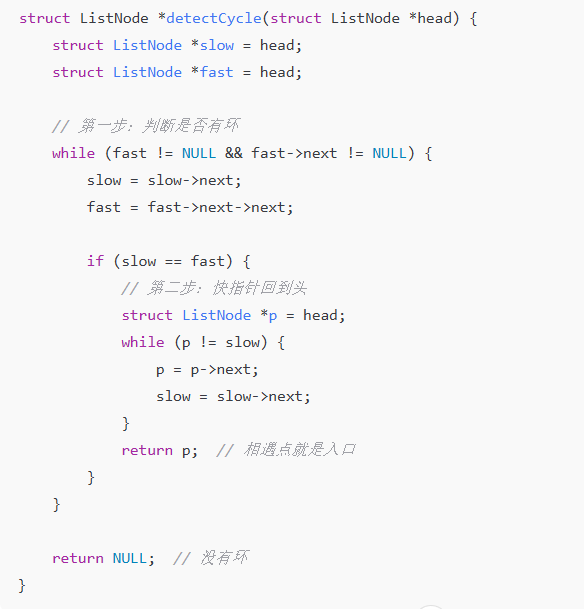 struct ListNode *detectCycle(struct ListNode *head) {
    struct ListNode *slow = head;
    struct ListNode *fast = head;

    // 第一步: 判断是否有环
    while (fast != NULL && fast->next != NULL) {
        slow = slow->next;
        fast = fast->next->next;

        if (slow == fast) {
            // 第二步: 快指针回到头
            struct ListNode *p = head;
            while (p != slow) {
                p = p->next;
                slow = slow->next;
            }
            return p;  // 相遇点就是入口
        }
    }

    return NULL;  // 没有环
}